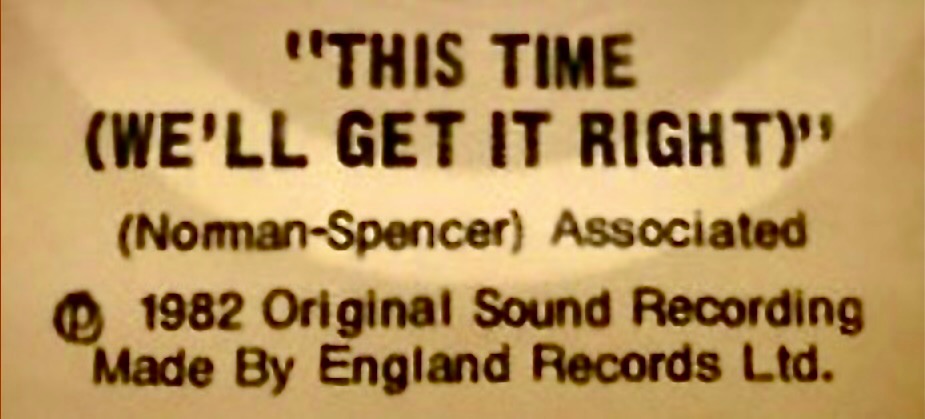 "THIS TIME
(WE'LL GET IT RIGHT)"
(Norman-Spencer) Associated
℗ 1982 Original Sound Recording
Made By England Records Ltd.